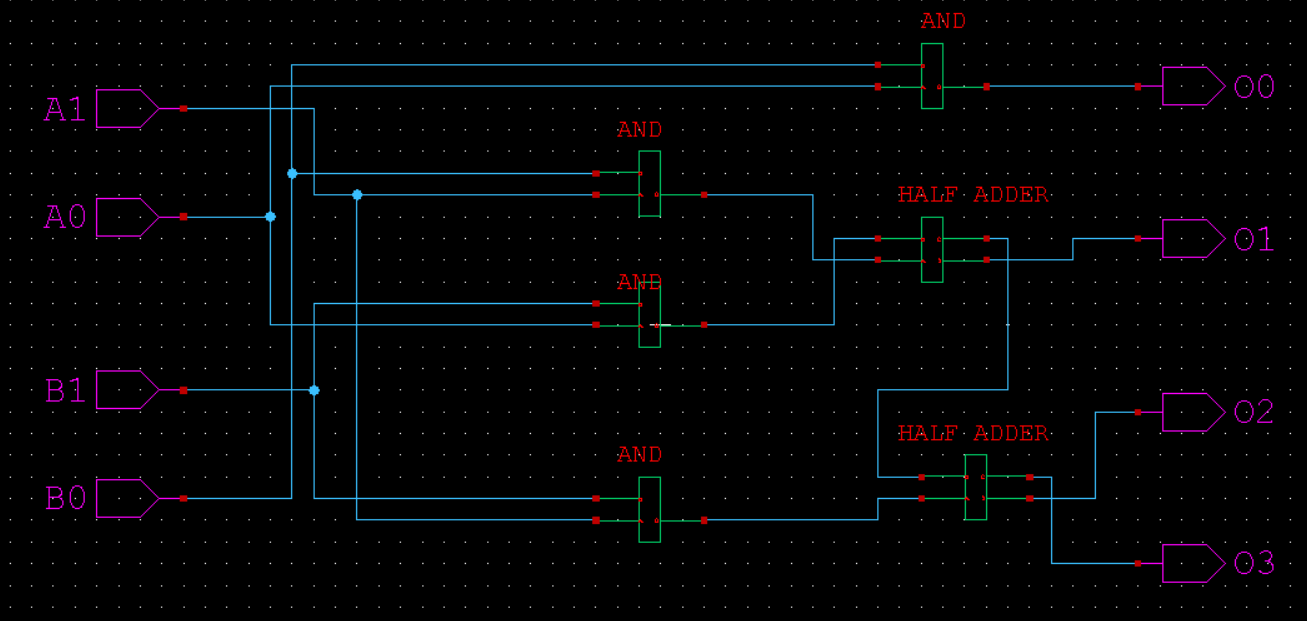 AND
O0
A1
AND
HALF ADDER
A0
O1
AND
B1
O2
HALF ADDER
AND
B0
O3